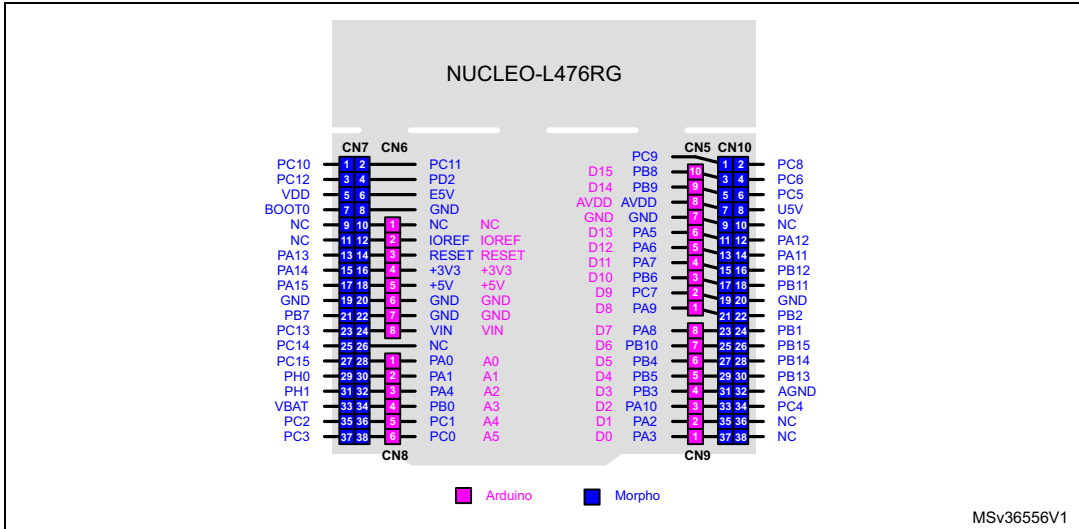 NUCLEO-L476RG
CN7 CN6 CN5 CN10
PC9
PC10 1 2 PC11 D15 PB8 10 1 2 PC8
PC12 3 4 PD2 D14 PB9 9 3 4 PC6
VDD 5 6 E5V AVDD AVDD 8 5 6 PC5
BOOT0 7 8 GND GND GND 7 7 8 U5V
NC 9 10 1 NC NC D13 PA5 6 9 10 NC
NC 11 12 2 IOREF IOREF D12 PA6 5 11 12 PA12
PA13 13 14 3 RESET RESET D11 PA7 4 13 14 PA11
PA14 15 16 4 +3V3 +3V3 D10 PB6 3 15 16 PB12
PA15 17 18 5 +5V +5V D9 PC7 2 17 18 PB11
GND 19 20 6 GND GND D8 PA9 1 19 20 GND
PB7 21 22 7 GND GND 21 22 PB2
PC13 23 24 8 VIN VIN D7 PA8 8 23 24 PB1
PC14 25 26 NC D6 PB10 7 25 26 PB15
PC15 27 28 1 PA0 A0 D5 PB4 6 27 28 PB14
PH0 29 30 2 PA1 A1 D4 PB5 5 29 30 PB13
PH1 31 32 3 PA4 A2 D3 PB3 4 31 32 AGND
VBAT 33 34 4 PB0 A3 D2 PA10 3 33 34 PC4
PC2 35 36 5 PC1 A4 D1 PA2 2 35 36 NC
PC3 37 38 6 PC0 A5 D0 PA3 1 37 38 NC
CN8 CN9
Arduino Morpho
MSv36556V1